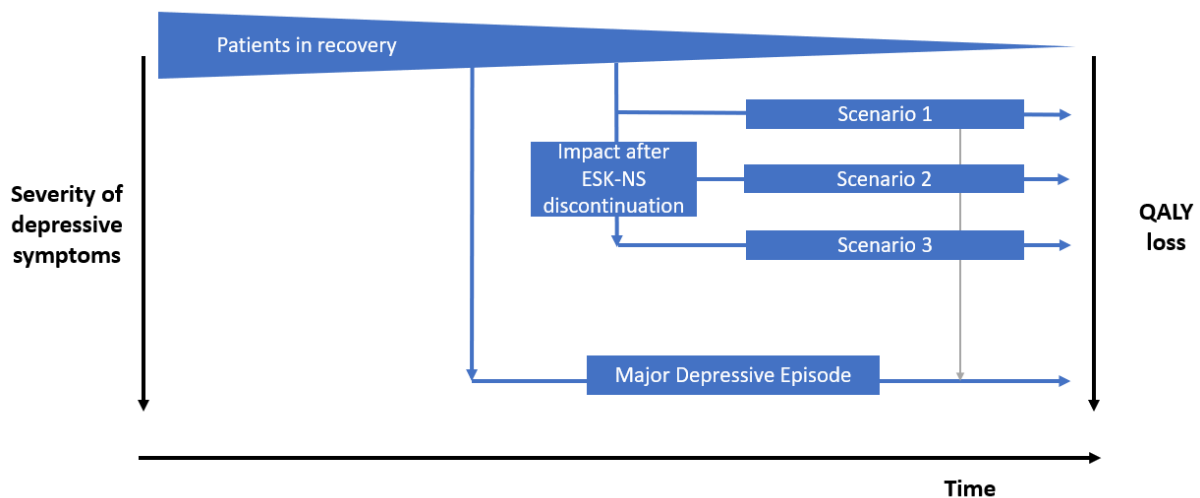 Patients in recovery
Scenario 1
Impact after
ESK-NS
discontinuation
Scenario 2
Scenario 3
Severity of
depressive
symptoms
QALY
loss
Major Depressive Episode
Time